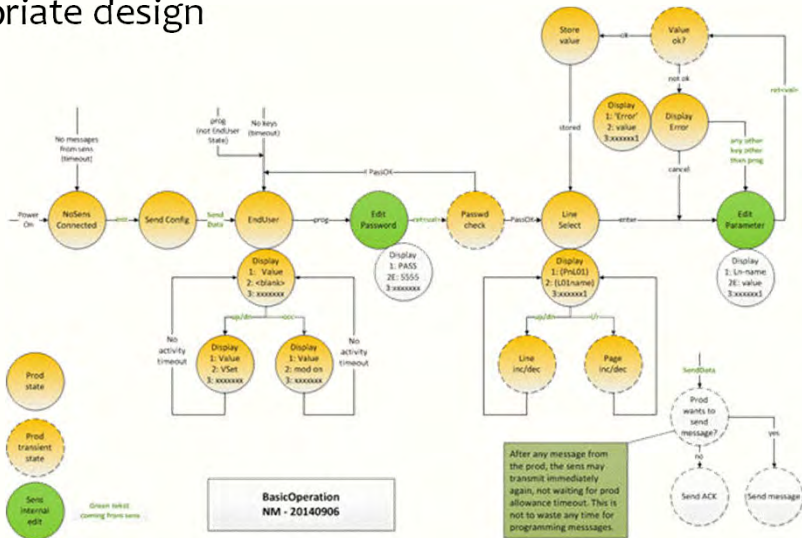 priate design
Store
value
ok
Value
ok?
not ok
ret<val>
Display
1: 'Error'
2: value
3:xxxxxx1
Display
Error
stored
any other
key other
than prog
cancel
No messages
from sens
(timeout)
prog
(not EndUser
State)
No keys
(timeout)
! PassOK
Power
On
NoSens
Connected
init
Send Config.
Send
Data
EndUser
prog
Edit
Password
ret<val>
Passwd
check
PassOK
Line
Select
enter
Edit
Parameter
Display
1: Value
2: <blank>
3: xxxxxxx
Display
1: PASS
2E: 5555
3:xxxxxxx
Display
1: (PnL01)
2: (L01name)
3:xxxxxx1
Display
1: Ln-name
2E: value
3:xxxxxx1
No
activity
timeout
up/dn
acc
No
activity
timeout
Display
1: Value
2: VSet
3: xxxxxxx
Display
1: Value
2: mod on
3: xxxxxxx
up/dn
l/r
Line
inc/dec
Page
inc/dec
Prod
state
Prod
transient
state
Sens
internal
edit
Green tekst
coming from sens
BasicOperation
NM - 20140906
After any message from
the prod, the sens may
transmit immediately
again, not waiting for prod
allowance timeout. This is
not to waste any time for
programming messsages.
SendData
Prod
wants to
send
message?
yes
no
Send ACK
Send message